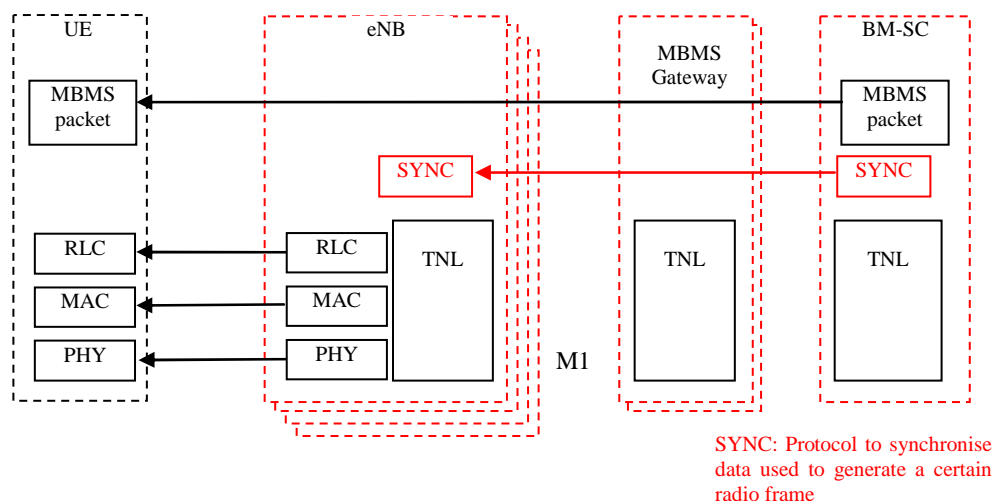 UE
eNB
MBMS
Gateway
BM-SC
MBMS
packet
MBMS
packet
SYNC
SYNC
RLC
RLC
TNL
TNL
TNL
MAC
MAC
PHY
PHY
M1
SYNC: Protocol to synchronise
data used to generate a certain
radio frame